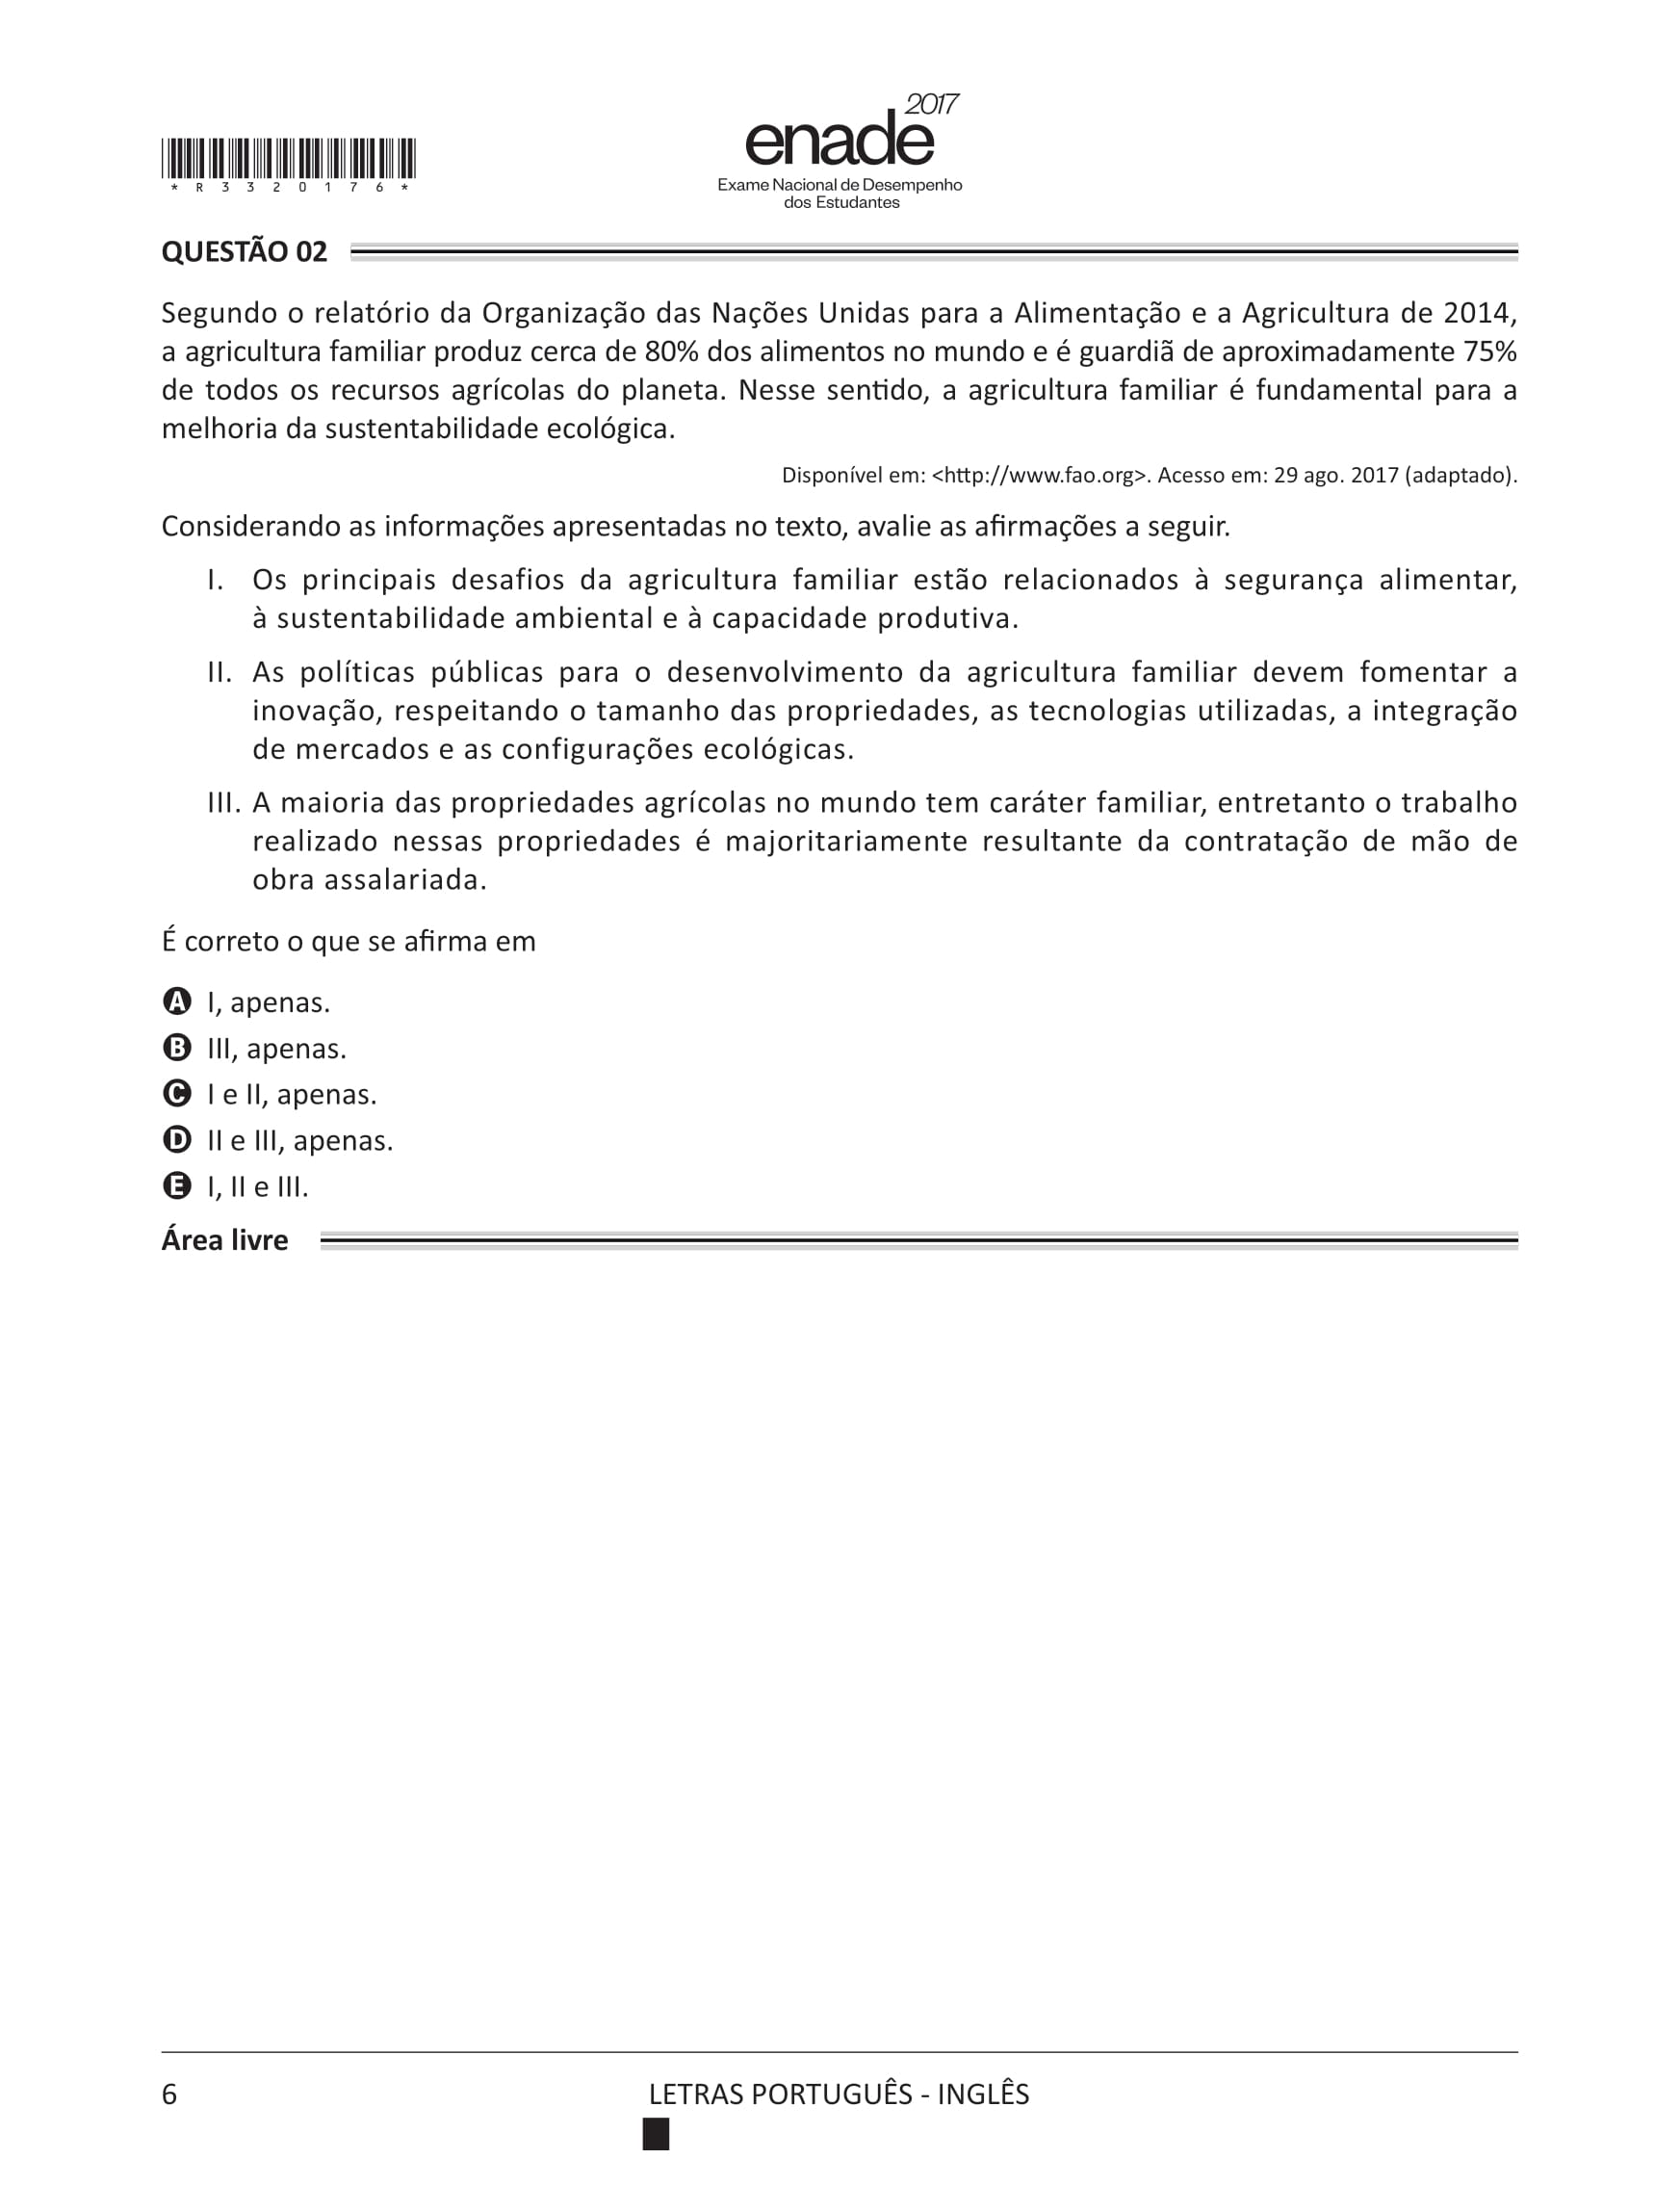 2017
enade
Exame Nacional de Desempenho
dos Estudantes
* R 3 3 2 0 1 7 6 *
QUESTÃO 02
Segundo o relatório da Organização das Nações Unidas para a Alimentação e a Agricultura de 2014,
a agricultura familiar produz cerca de 80% dos alimentos no mundo e é guardiã de aproximadamente 75%
de todos os recursos agrícolas do planeta. Nesse sentido, a agricultura familiar é fundamental para a
melhoria da sustentabilidade ecológica.
Disponível em: <http://www.fao.org>. Acesso em: 29 ago. 2017 (adaptado).
Considerando as informações apresentadas no texto, avalie as afirmações a seguir.
I. Os principais desafios da agricultura familiar estão relacionados à segurança alimentar,
à sustentabilidade ambiental e à capacidade produtiva.
II. As políticas públicas para o desenvolvimento da agricultura familiar devem fomentar a
inovação, respeitando o tamanho das propriedades, as tecnologias utilizadas, a integração
de mercados e as configurações ecológicas.
III. A maioria das propriedades agrícolas no mundo tem caráter familiar, entretanto o trabalho
realizado nessas propriedades é majoritariamente resultante da contratação de mão de
obra assalariada.
É correto o que se afirma em
A I, apenas.
B III, apenas.
C I e II, apenas.
D II e III, apenas.
E I, II e III.
Área livre
6
LETRAS PORTUGUÊS - INGLÊS